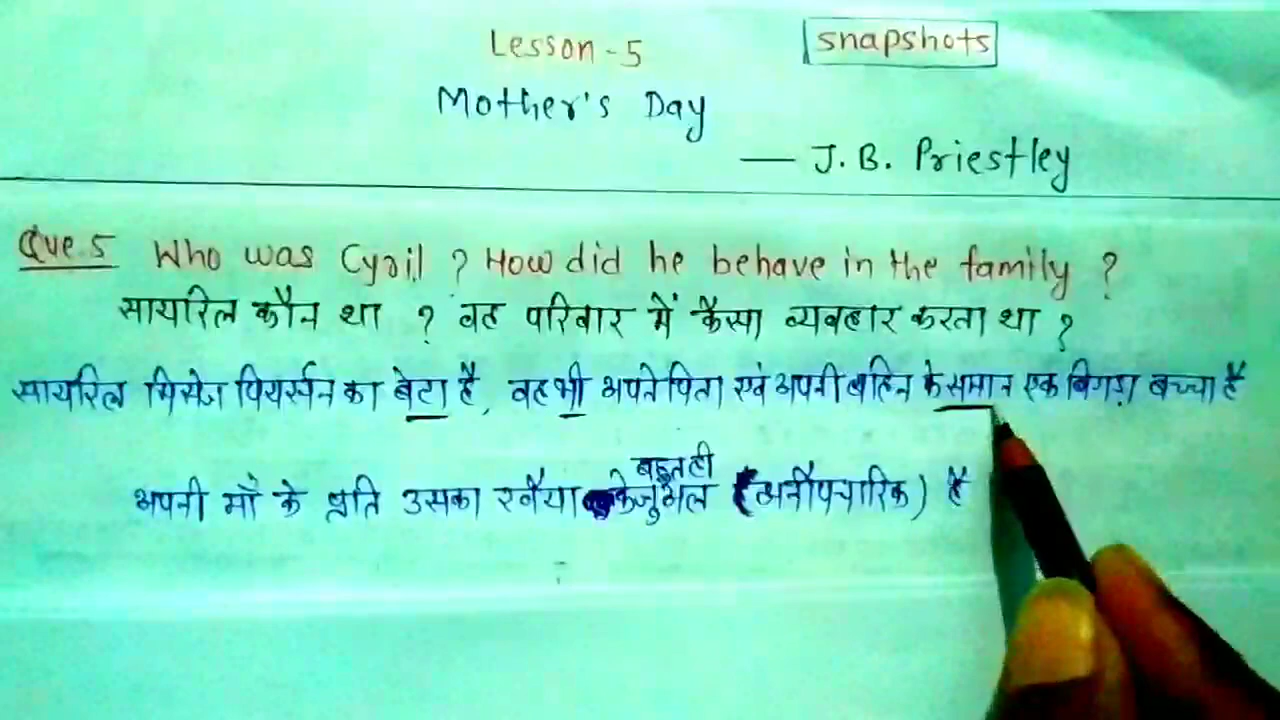 Lesson - 5
snapshots
Mother's Day
— J. B. Priestley
Que. 5 Who was Cyril ? How did he behave in the family ?
सायरिल कौन था ? वह परिवार में कैसा व्यवहार करता था ?
सायरिल मिसेज पियर्सन का बेटा है, वह भी अपने पिता एवं अपनी बहिन के समान एक बिगड़ा बच्चा है
बहुत ही
अपनी माँ के प्रति उसका रवैया केजुअल (अनौपचारिक) है